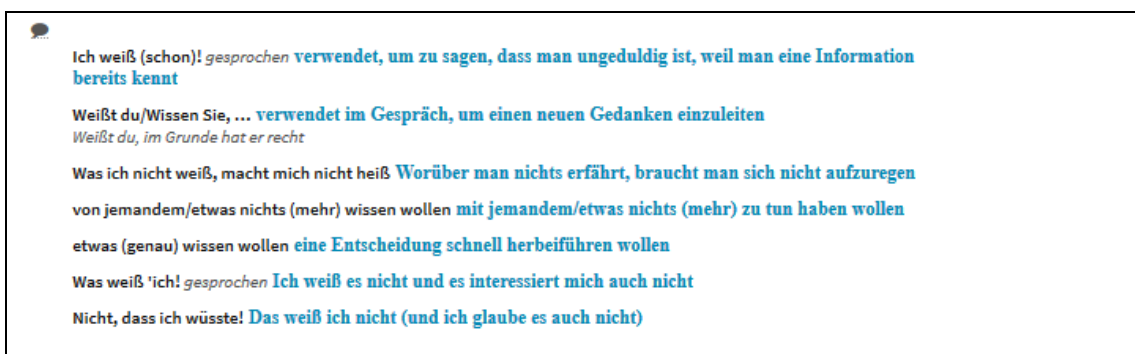 Ich weiß (schon)! gesprochen verwendet, um zu sagen, dass man ungeduldig ist, weil man eine Information
bereits kennt
Weißt du/Wissen Sie, … verwendet im Gespräch, um einen neuen Gedanken einzuleiten
Weißt du, im Grunde hat er recht
Was ich nicht weiß, macht mich nicht heiß Worüber man nichts erfährt, braucht man sich nicht aufzuregen
von jemandem/etwas nichts (mehr) wissen wollen mit jemandem/etwas nichts (mehr) zu tun haben wollen
etwas (genau) wissen wollen eine Entscheidung schnell herbeiführen wollen
Was weiß 'ich! gesprochen Ich weiß es nicht und es interessiert mich auch nicht
Nicht, dass ich wüsste! Das weiß ich nicht (und ich glaube es auch nicht)